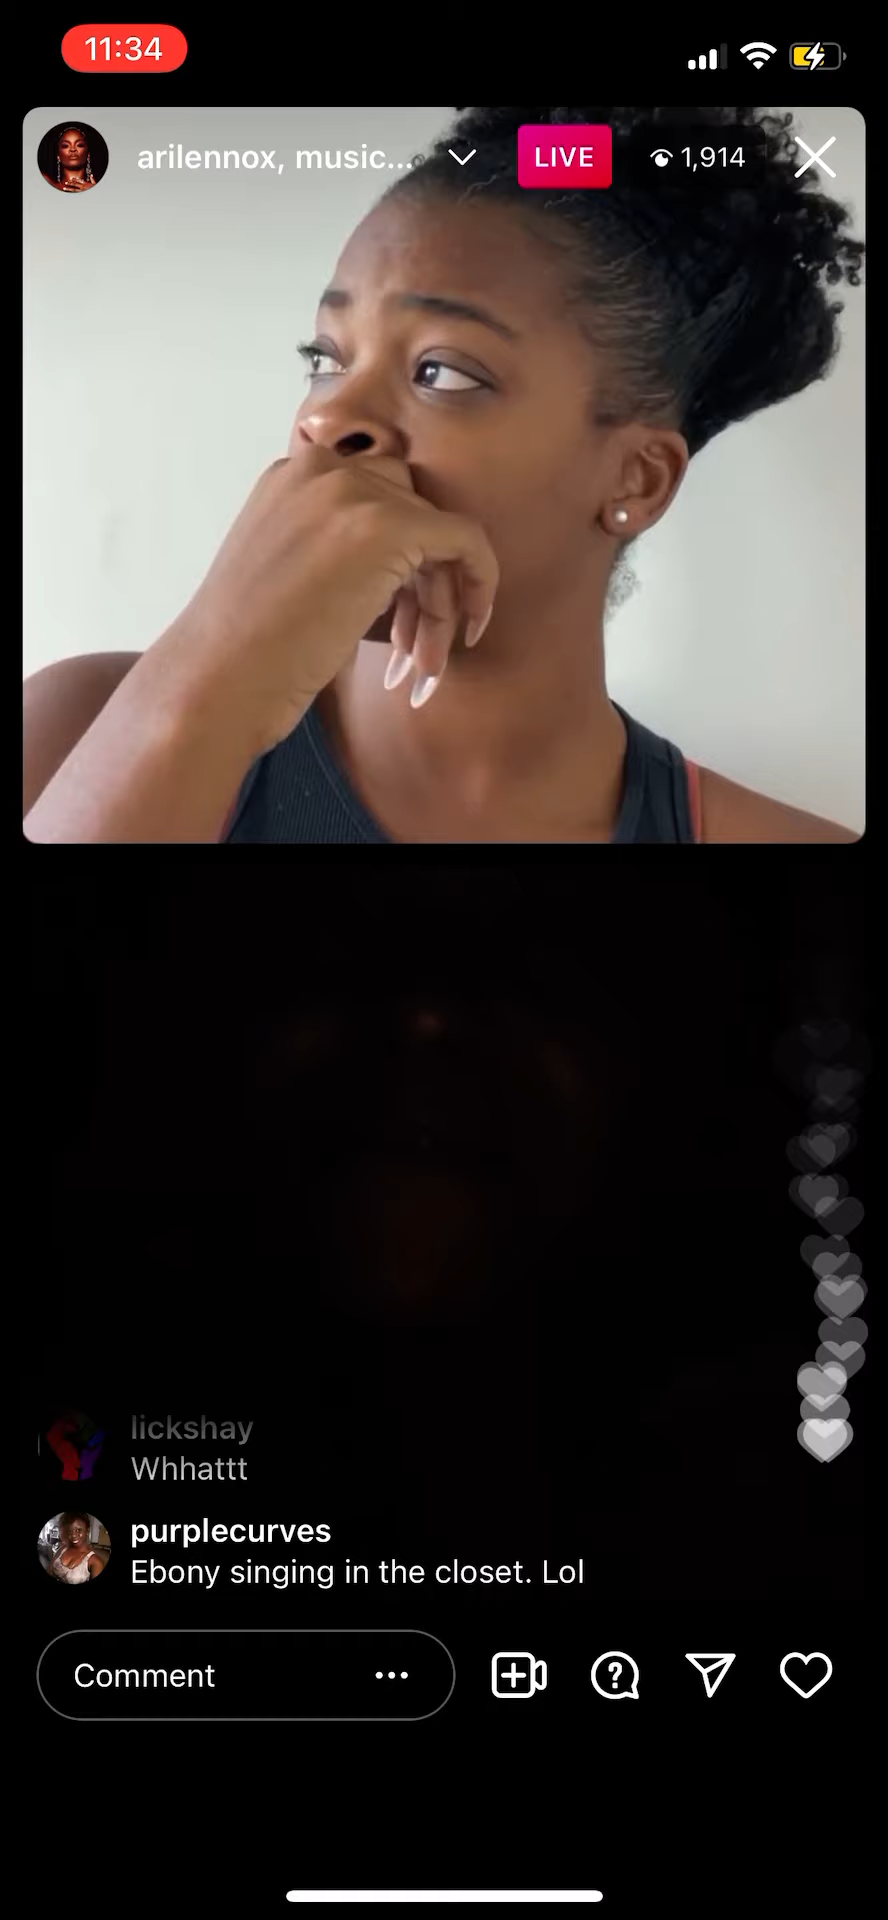 11:34
arilennox, music...
LIVE
1,914
lickshay
Whhattt
purplecurves
Ebony singing in the closet. Lol
Comment